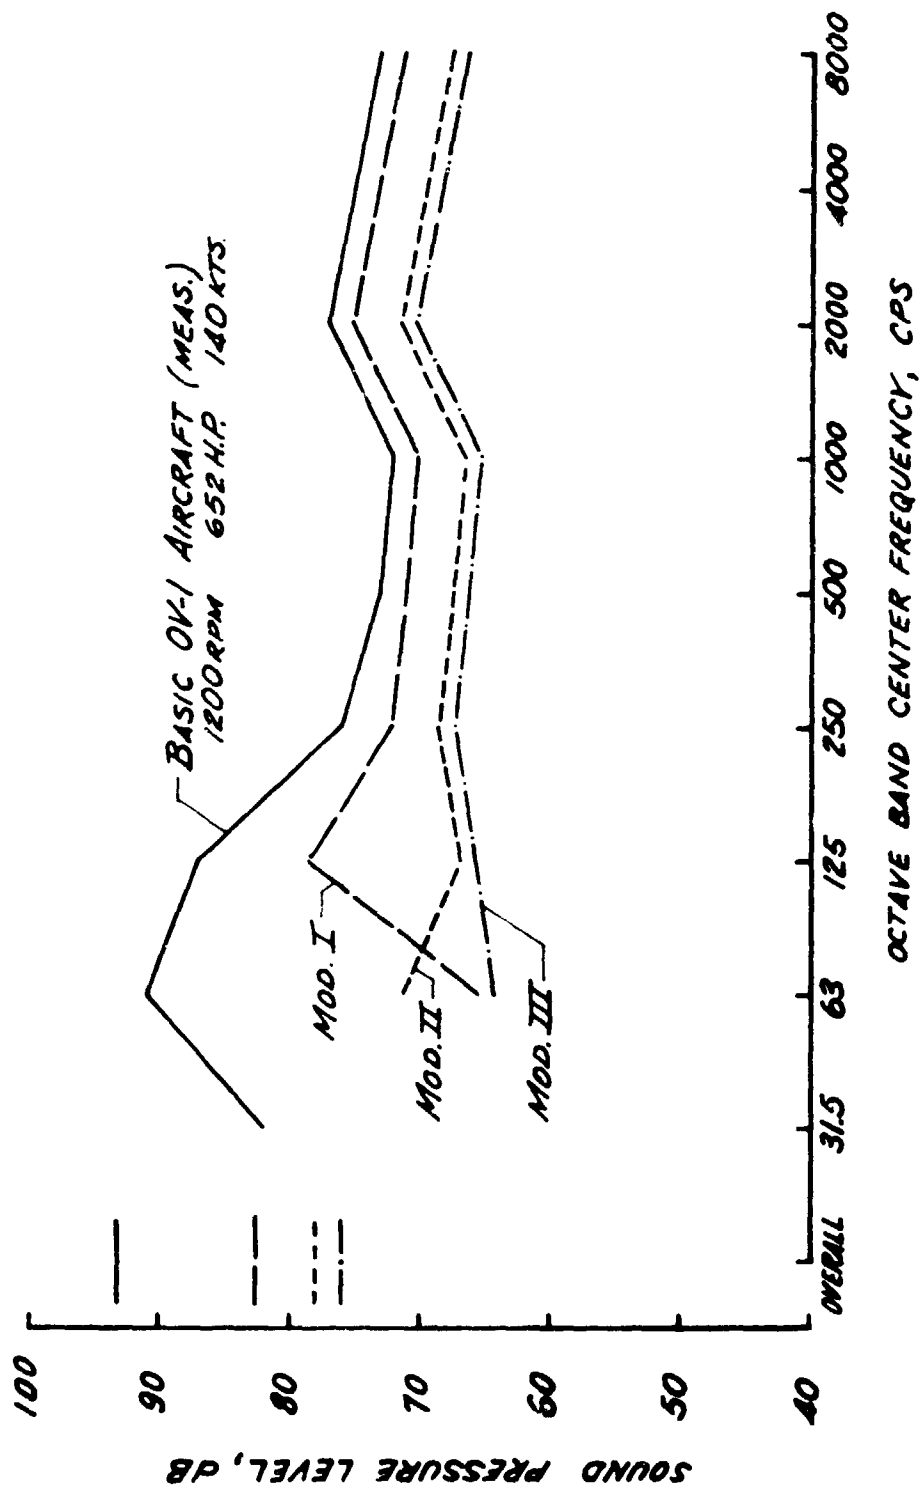 SOUND PRESSURE LEVEL, dB
100
90
80
70
60
50
40
BASIC OV-1 AIRCRAFT (MEAS.)
1200 RPM 652 H.P. 140 KTS.
MOD. I
MOD. II
MOD. III
OVERALL 31.5 63 125 250 500 1000 2000 4000 8000
OCTAVE BAND CENTER FREQUENCY, CPS